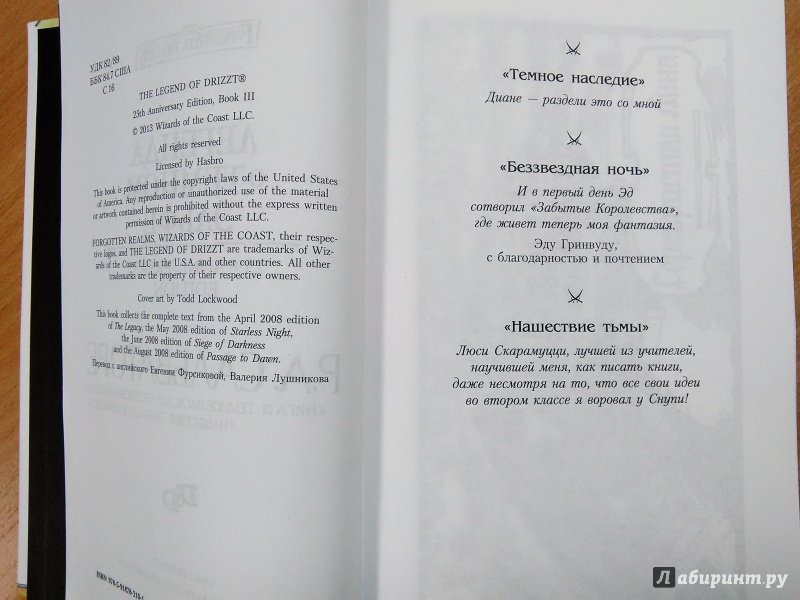 УДК 82/89
ББК 84.7 США
С 16
THE LEGEND OF DRIZZT®
25th Anniversary Edition, Book III
© 2013 Wizards of the Coast LLC.
All rights reserved
Licensed by Hasbro
This book is protected under the copyright laws of the United States
of America. Any reproduction or unauthorized use of the material
or artwork contained herein is prohibited without the express written
permission of Wizards of the Coast LLC.
FORGOTTEN REALMS, WIZARDS OF THE COAST, their respec-
tive logos, and THE LEGEND OF DRIZZT are trademarks of Wiz-
ards of the Coast LLC in the U.S.A. and other countries. All other
trademarks are the property of their respective owners.
Cover art by Todd Lockwood
This book collects the complete text from the April 2008 edition
of The Legacy, the May 2008 edition of Starless Night,
the June 2008 edition of Siege of Darkness
and the August 2008 edition of Passage to Dawn.
Перевод с английского Евгении Фурсиковой, Валерия Лушникова
«Темное наследие»
Диане — раздели это со мной
«Беззвездная ночь»
И в первый день Эд
сотворил «Забытые Королевства»,
где живет теперь моя фантазия.
Эду Гринвуду,
с благодарностью и почтением
«Нашествие тьмы»
Люси Скарамуцци, лучшей из учителей,
научившей меня, как писать книги,
даже несмотря на то, что все свои идеи
во втором классе я воровал у Снупи!
Лабиринт.ру